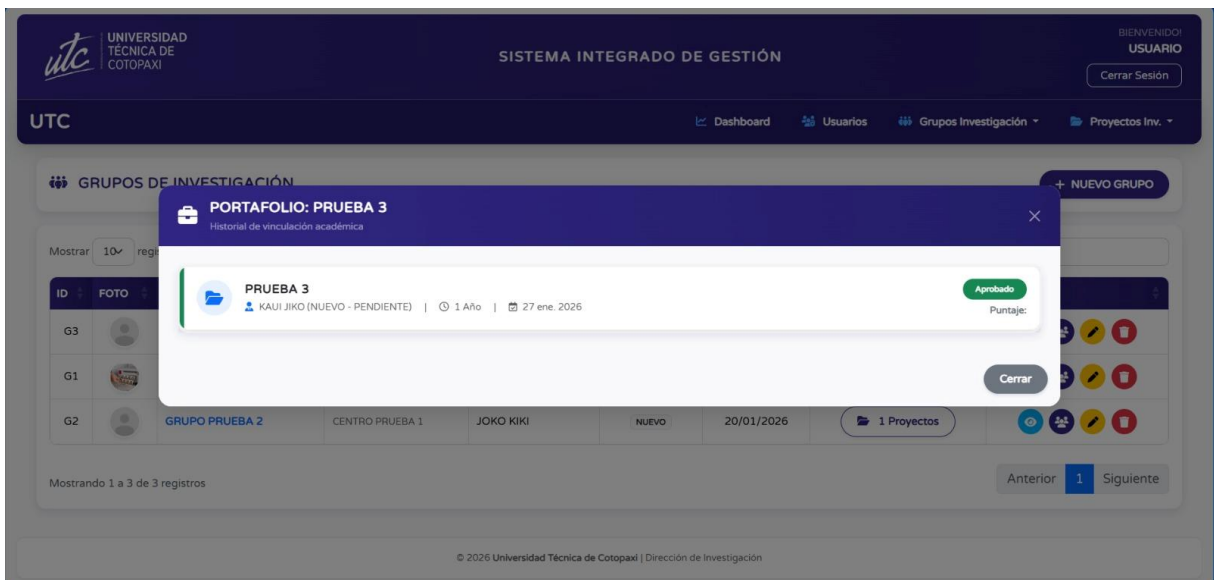 utc
UNIVERSIDAD
TÉCNICA DE
COTOPAXI
SISTEMA INTEGRADO DE GESTIÓN
BIENVENIDO!
USUARIO
Cerrar Sesión
UTC
Dashboard
Usuarios
Grupos Investigación
Proyectos Inv.
GRUPOS DE INVESTIGACIÓN
+ NUEVO GRUPO
PORTAFOLIO: PRUEBA 3
Historial de vinculación académica
Mostrar 10 regi
PRUEBA 3
KAUI JIKO (NUEVO - PENDIENTE) | 1 Año | 27 ene. 2026
Aprobado
Puntaje:
ID FOTO
G3
G1
Cerrar
G2 GRUPO PRUEBA 2 CENTRO PRUEBA 1 JOKO KIKI NUEVO 20/01/2026 1 Proyectos
Mostrando 1 a 3 de 3 registros
Anterior 1 Siguiente
© 2026 Universidad Técnica de Cotopaxi | Dirección de Investigación